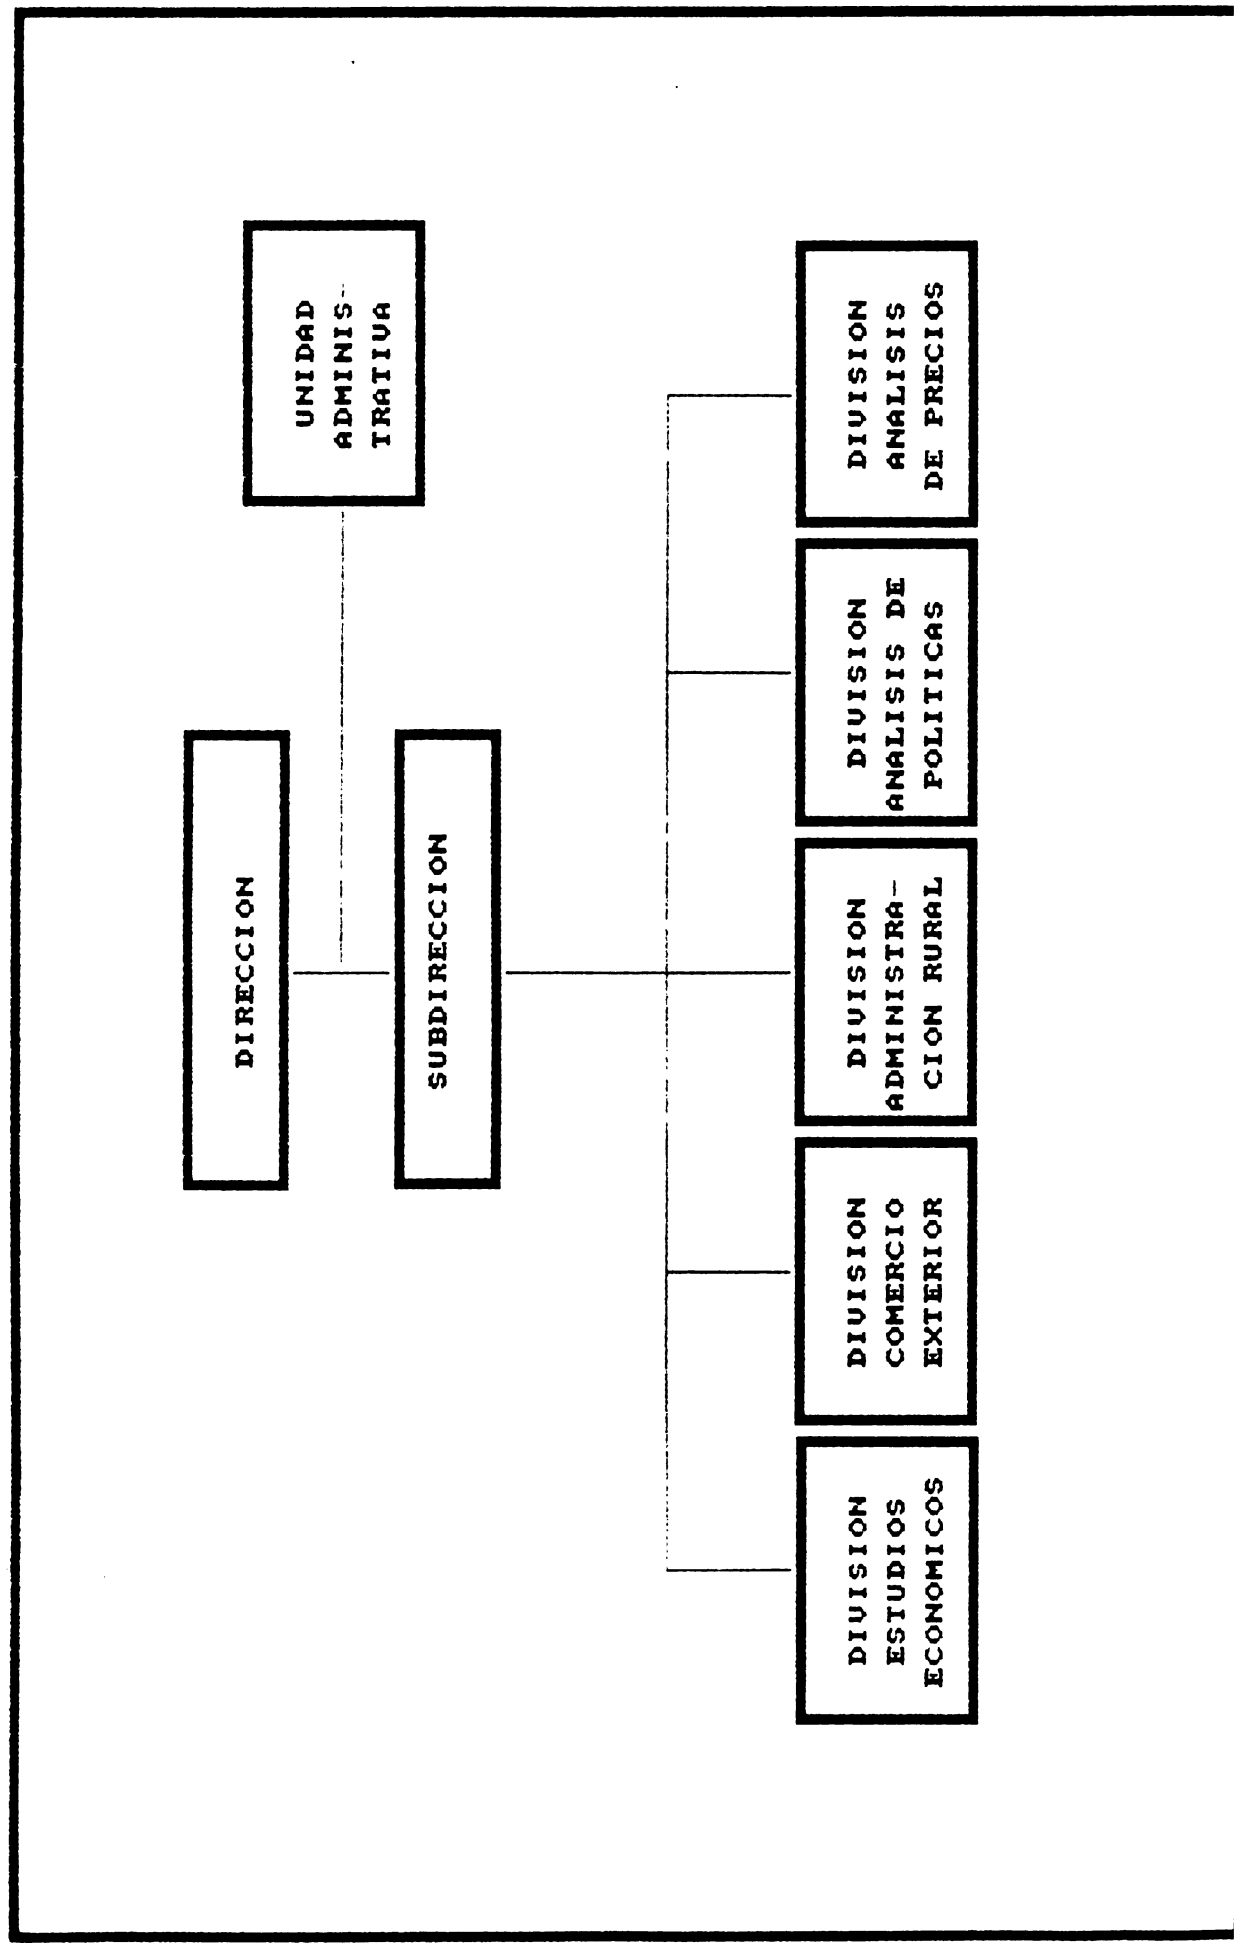 DIRECCION
UNIDAD
ADMINIS-
TRATIVA
SUBDIRECCION
DIVISION
ESTUDIOS
ECONOMICOS
DIVISION
COMERCIO
EXTERIOR
DIVISION
ADMINISTRA-
CION RURAL
DIVISION
ANALISIS DE
POLITICAS
DIVISION
ANALISIS
DE PRECIOS